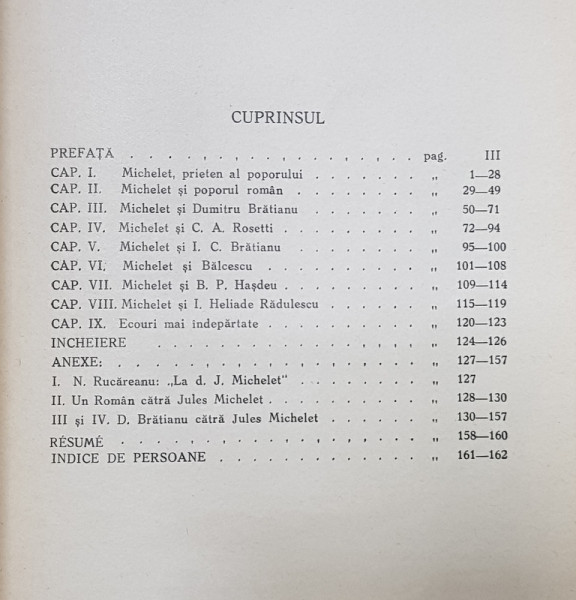 CUPRINSUL
PREFAȚĂ . . . . . . . . . . . . . . . . . pag. III
CAP. I. Michelet, prieten al poporului . . . . . . . „ 1—28
CAP. II. Michelet și poporul român . . . . . . . . „ 29—49
CAP. III. Michelet și Dumitru Brătianu . . . . . . . „ 50—71
CAP. IV. Michelet și C. A. Rosetti . . . . . . . . „ 72—94
CAP. V. Michelet și I. C. Brătianu . . . . . . . . „ 95—100
CAP. VI. Michelet și Bălcescu . . . . . . . . . „ 101—108
CAP. VII. Michelet și B. P. Hașdeu . . . . . . . . „ 109—114
CAP. VIII. Michelet și I. Heliade Rădulescu . . . . . . „ 115—119
CAP. IX. Ecouri mai indepărtate . . . . . . . . . „ 120—123
INCHEIERE . . . . . . . . . . . . . . . „ 124—126
ANEXE: . . . . . . . . . . . . . . . . . „ 127—157
I. N. Rucăreanu: „La d. J. Michelet“ . . . . . . . . „ 127
II. Un Român cătră Jules Michelet . . . . . . . . . „ 128—130
III și IV. D. Brătianu cătră Jules Michelet . . . . . . „ 130—157
RÉSUMÉ . . . . . . . . . . . . . . . . . „ 158—160
INDICE DE PERSOANE . . . . . . . . . . . . „ 161—162